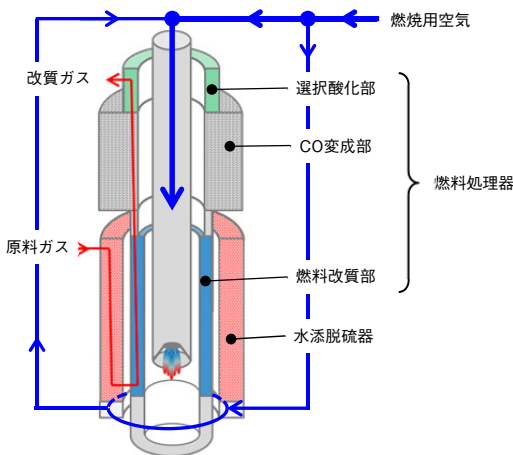 燃焼用空気
改質ガス
選択酸化部
CO変成部
燃料処理器
原料ガス
燃料改質部
水添脱硫器